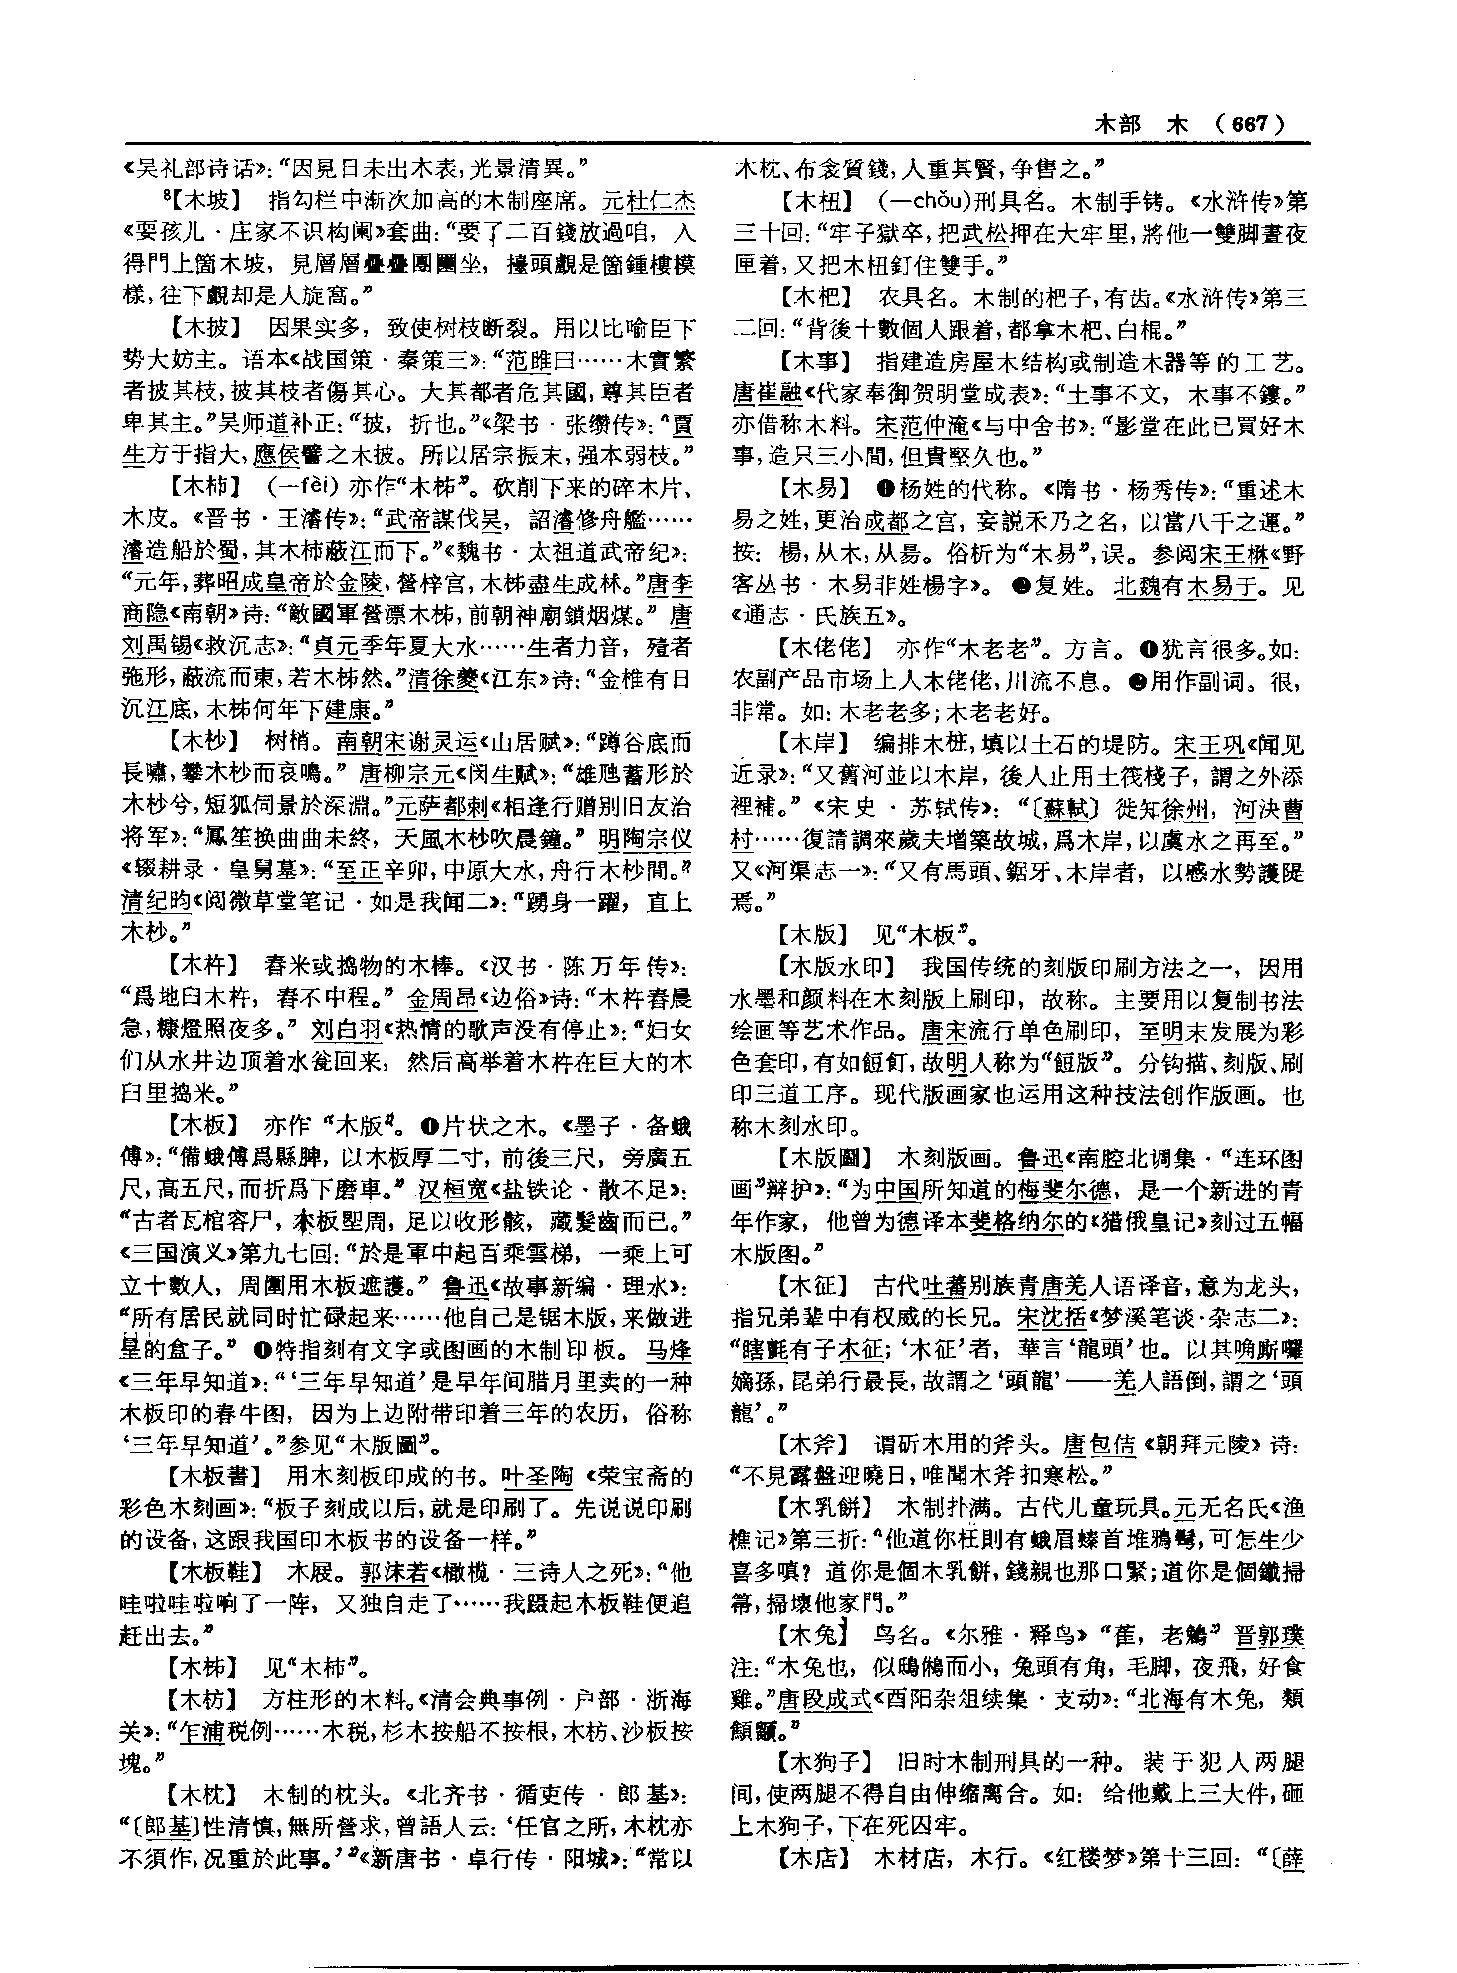 木部　木　（667）
《吴礼部诗话》：“因見日未出木表，光景清異。”
⁸【木坡】　指勾栏中渐次加高的木制座席。元杜仁杰
《耍孩儿·庄家不识构阑》套曲：“要了二百錢放過咱，入
得門上箇木坡，見層層疊疊團圞坐，擡頭覷是箇鍾樓模
樣，往下覷却是人旋窩。”
【木披】　因果实多，致使树枝断裂。用以比喻臣下
势大妨主。语本《战国策·秦策三》：“范雎曰……木實繁
者披其枝，披其枝者傷其心。大其都者危其國，尊其臣者
卑其主。”吴师道补正：“披，折也。”《梁书·张缵传》：“賈
生方于指大，應侯譬之木披。所以居宗振末，强本弱枝。”
【木柿】　（—fèi）亦作“木柹”。砍削下来的碎木片、
木皮。《晋书·王濬传》：“武帝謀伐吴，詔濬修舟艦……
濬造船於蜀，其木柿蔽江而下。”《魏书·太祖道武帝纪》：
“元年，葬昭成皇帝於金陵，營梓宫，木柹盡生成林。”唐李
商隐《南朝》诗：“敵國軍營漂木柹，前朝神廟鎖烟煤。”唐
刘禹锡《救沉志》：“貞元季年夏大水……生者力音，殪者
弛形，蔽流而東，若木柹然。”清徐夔《江东》诗：“金椎有日
沉江底，木柹何年下建康。”
【木杪】　树梢。南朝宋谢灵运《山居赋》：“蹲谷底而
長嘯，攀木杪而哀鳴。”唐柳宗元《闵生赋》：“雄虺蓄形於
木杪兮，短狐伺景於深淵。”元萨都剌《相逢行赠别旧友治
将军》：“鳳笙换曲曲未終，天風木杪吹晨鐘。”明陶宗仪
《辍耕录·皇舅墓》：“至正辛卯，中原大水，舟行木杪間。”
清纪昀《阅微草堂笔记·如是我闻二》：“踴身一躍，直上
木杪。”
【木杵】　舂米或捣物的木棒。《汉书·陈万年传》：
“爲地臼木杵，舂不中程。”金周昂《边俗》诗：“木杵舂晨
急，糠燈照夜多。”刘白羽《热情的歌声没有停止》：“妇女
们从水井边顶着水瓮回来，然后高举着木杵在巨大的木
臼里捣米。”
【木板】　亦作“木版”。❶片状之木。《墨子·备蛾
傅》：“備蛾傅爲縣脾，以木板厚二寸，前後三尺，旁廣五
尺，高五尺，而折爲下磨車。”汉桓宽《盐铁论·散不足》：
“古者瓦棺容尸，木板堲周，足以收形骸，藏髮齒而已。”
《三国演义》第九七回：“於是軍中起百乘雲梯，一乘上可
立十數人，周圍用木板遮護。”鲁迅《故事新编·理水》：
“所有居民就同时忙碌起来……他自己是锯木版，来做进
呈的盒子。”❶特指刻有文字或图画的木制印板。马烽
《三年早知道》：“‘三年早知道’是早年间腊月里卖的一种
木板印的春牛图，因为上边附带印着三年的农历，俗称
‘三年早知道’。”参见“木版圖”。
【木板書】　用木刻板印成的书。叶圣陶《荣宝斋的
彩色木刻画》：“板子刻成以后，就是印刷了。先说说印刷
的设备，这跟我国印木板书的设备一样。”
【木板鞋】　木屐。郭沫若《橄榄·三诗人之死》：“他
哇啦哇啦响了一阵，又独自走了……我蹑起木板鞋便追
赶出去。”
【木柹】　见“木柿”。
【木枋】　方柱形的木料。《清会典事例·户部·浙海
关》：“乍浦税例……木税，杉木按船不按根，木枋、沙板按
塊。”
【木枕】　木制的枕头。《北齐书·循吏传·郎基》：
“〔郎基〕性清慎，無所營求，曾語人云：‘任官之所，木枕亦
不須作，况重於此事。’”《新唐书·卓行传·阳城》：“常以
木枕、布衾質錢，人重其賢，争售之。”
【木杻】　（—chǒu）刑具名。木制手铐。《水浒传》第
三十回：“牢子獄卒，把武松押在大牢里，將他一雙脚晝夜
匣着，又把木杻釘住雙手。”
【木杷】　农具名。木制的杷子，有齿。《水浒传》第三
二回：“背後十數個人跟着，都拿木杷、白棍。”
【木事】　指建造房屋木结构或制造木器等的工艺。
唐崔融《代家奉御贺明堂成表》：“土事不文，木事不鏤。”
亦借称木料。宋范仲淹《与中舍书》：“影堂在此已買好木
事，造只三小間，但貴堅久也。”
【木易】　❶杨姓的代称。《隋书·杨秀传》：“重述木
易之姓，更治成都之宫，妄説禾乃之名，以當八千之運。”
按：楊，从木，从昜。俗析为“木易”，误。参阅宋王楙《野
客丛书·木易非姓楊字》。❷复姓。北魏有木易于。见
《通志·氏族五》。
【木佬佬】　亦作“木老老”。方言。❶犹言很多。如：
农副产品市场上人木佬佬，川流不息。❷用作副词。很，
非常。如：木老老多；木老老好。
【木岸】　编排木桩，填以土石的堤防。宋王巩《闻见
近录》：“又舊河並以木岸，後人止用土筏棧子，謂之外添
裡補。”《宋史·苏轼传》：“〔蘇軾〕徙知徐州，河决曹
村……復請調來歲夫增築故城，爲木岸，以虞水之再至。”
又《河渠志一》：“又有馬頭、鋸牙、木岸者，以蹙水勢護隄
焉。”
【木版】　见“木板”。
【木版水印】　我国传统的刻版印刷方法之一，因用
水墨和颜料在木刻版上刷印，故称。主要用以复制书法
绘画等艺术作品。唐宋流行单色刷印，至明末发展为彩
色套印，有如餖飣，故明人称为“餖版”。分钩描、刻版、刷
印三道工序。现代版画家也运用这种技法创作版画。也
称木刻水印。
【木版圖】　木刻版画。鲁迅《南腔北调集·“连环图
画”辩护》：“为中国所知道的梅斐尔德，是一个新进的青
年作家，他曾为德译本斐格纳尔的《猎俄皇记》刻过五幅
木版图。”
【木征】　古代吐蕃别族青唐羌人语译音，意为龙头，
指兄弟辈中有权威的长兄。宋沈括《梦溪笔谈·杂志二》：
“瞎氈有子木征；‘木征’者，華言‘龍頭’也。以其唃厮囉
嫡孫，昆弟行最長，故謂之‘頭龍’——羌人語倒，謂之‘頭
龍’。”
【木斧】　谓斫木用的斧头。唐包佶《朝拜元陵》诗：
“不見露盤迎曉日，唯聞木斧扣寒松。”
【木乳餅】　木制扑满。古代儿童玩具。元无名氏《渔
樵记》第三折：“他道你枉則有蛾眉螓首堆鴉髩，可怎生少
喜多嗔？道你是個木乳餅，錢親也那口緊；道你是個鐵掃
箒，掃壞他家門。”
【木兔】　鸟名。《尔雅·释鸟》“萑，老鵵”晋郭璞
注：“木兔也，似鴟鵂而小，兔頭有角，毛脚，夜飛，好食
雞。”唐段成式《酉阳杂俎续集·支动》：“北海有木兔，類
鵂鶹。”
【木狗子】　旧时木制刑具的一种。装于犯人两腿
间，使两腿不得自由伸缩离合。如：给他戴上三大件，砸
上木狗子，下在死囚牢。
【木店】　木材店，木行。《红楼梦》第十三回：“〔薛